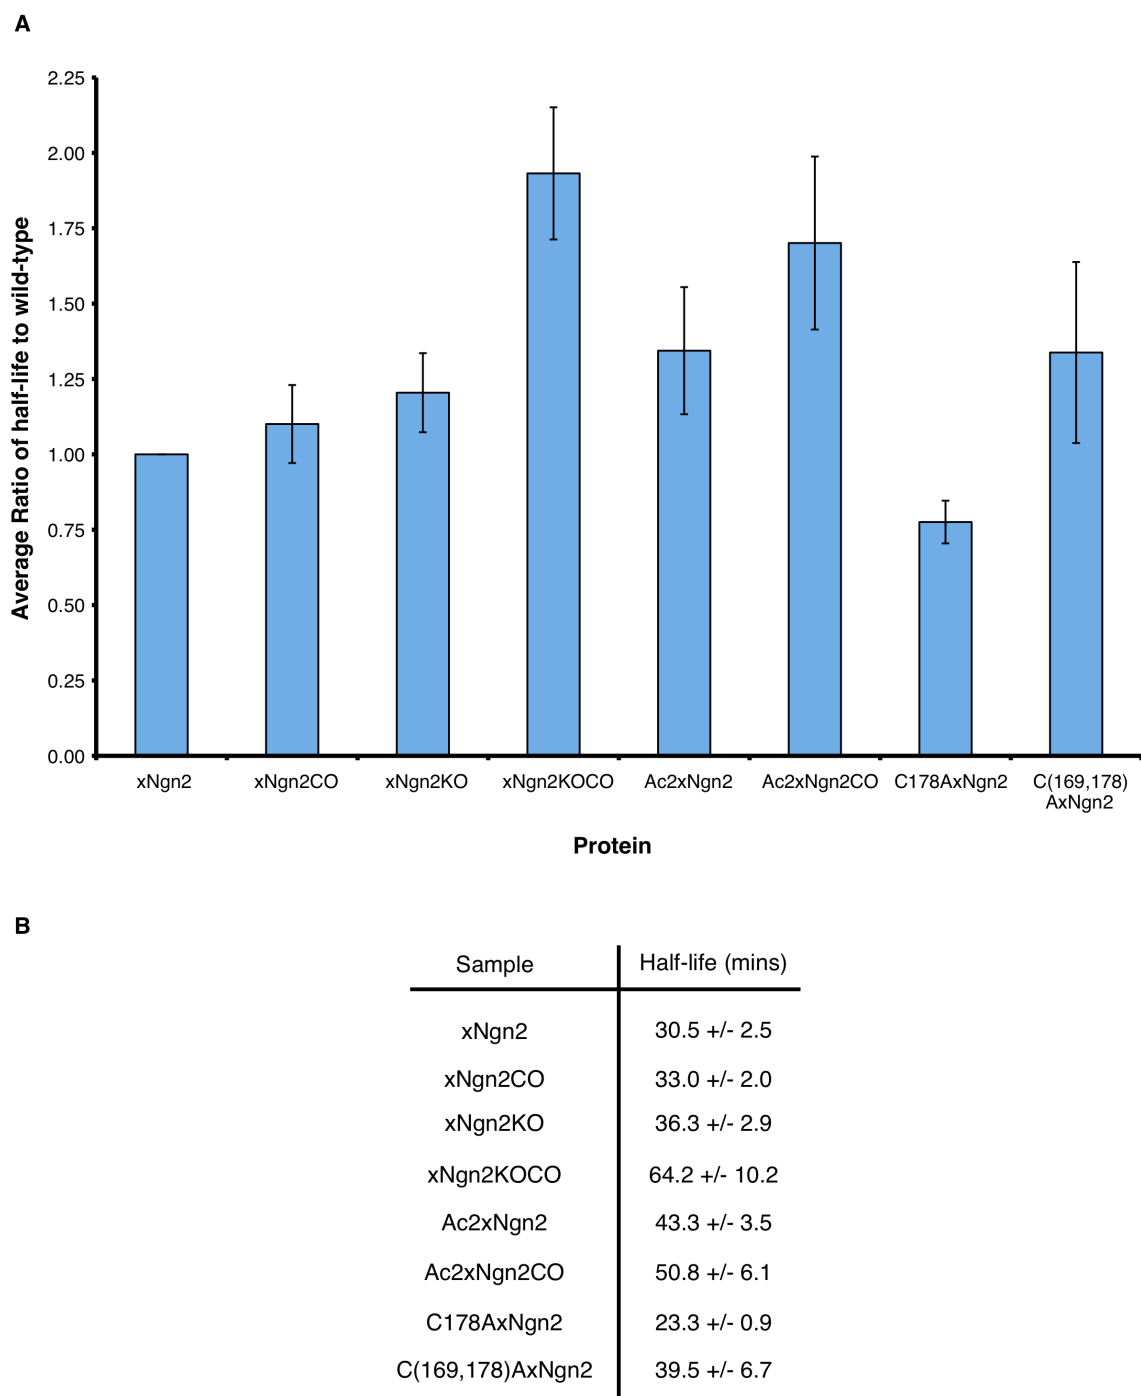 A
2.25
2.00
1.75
1.50
1.25
1.00
0.75
0.50
0.25
0.00
Average Ratio of half-life to wild-type
xNgn2 xNgn2CO xNgn2KO xNgn2KOCO Ac2xNgn2 Ac2xNgn2CO C178AxNgn2 C(169,178)
AxNgn2
Protein
B
Sample Half-life (mins)
xNgn2 30.5 +/- 2.5
xNgn2CO 33.0 +/- 2.0
xNgn2KO 36.3 +/- 2.9
xNgn2KOCO 64.2 +/- 10.2
Ac2xNgn2 43.3 +/- 3.5
Ac2xNgn2CO 50.8 +/- 6.1
C178AxNgn2 23.3 +/- 0.9
C(169,178)AxNgn2 39.5 +/- 6.7